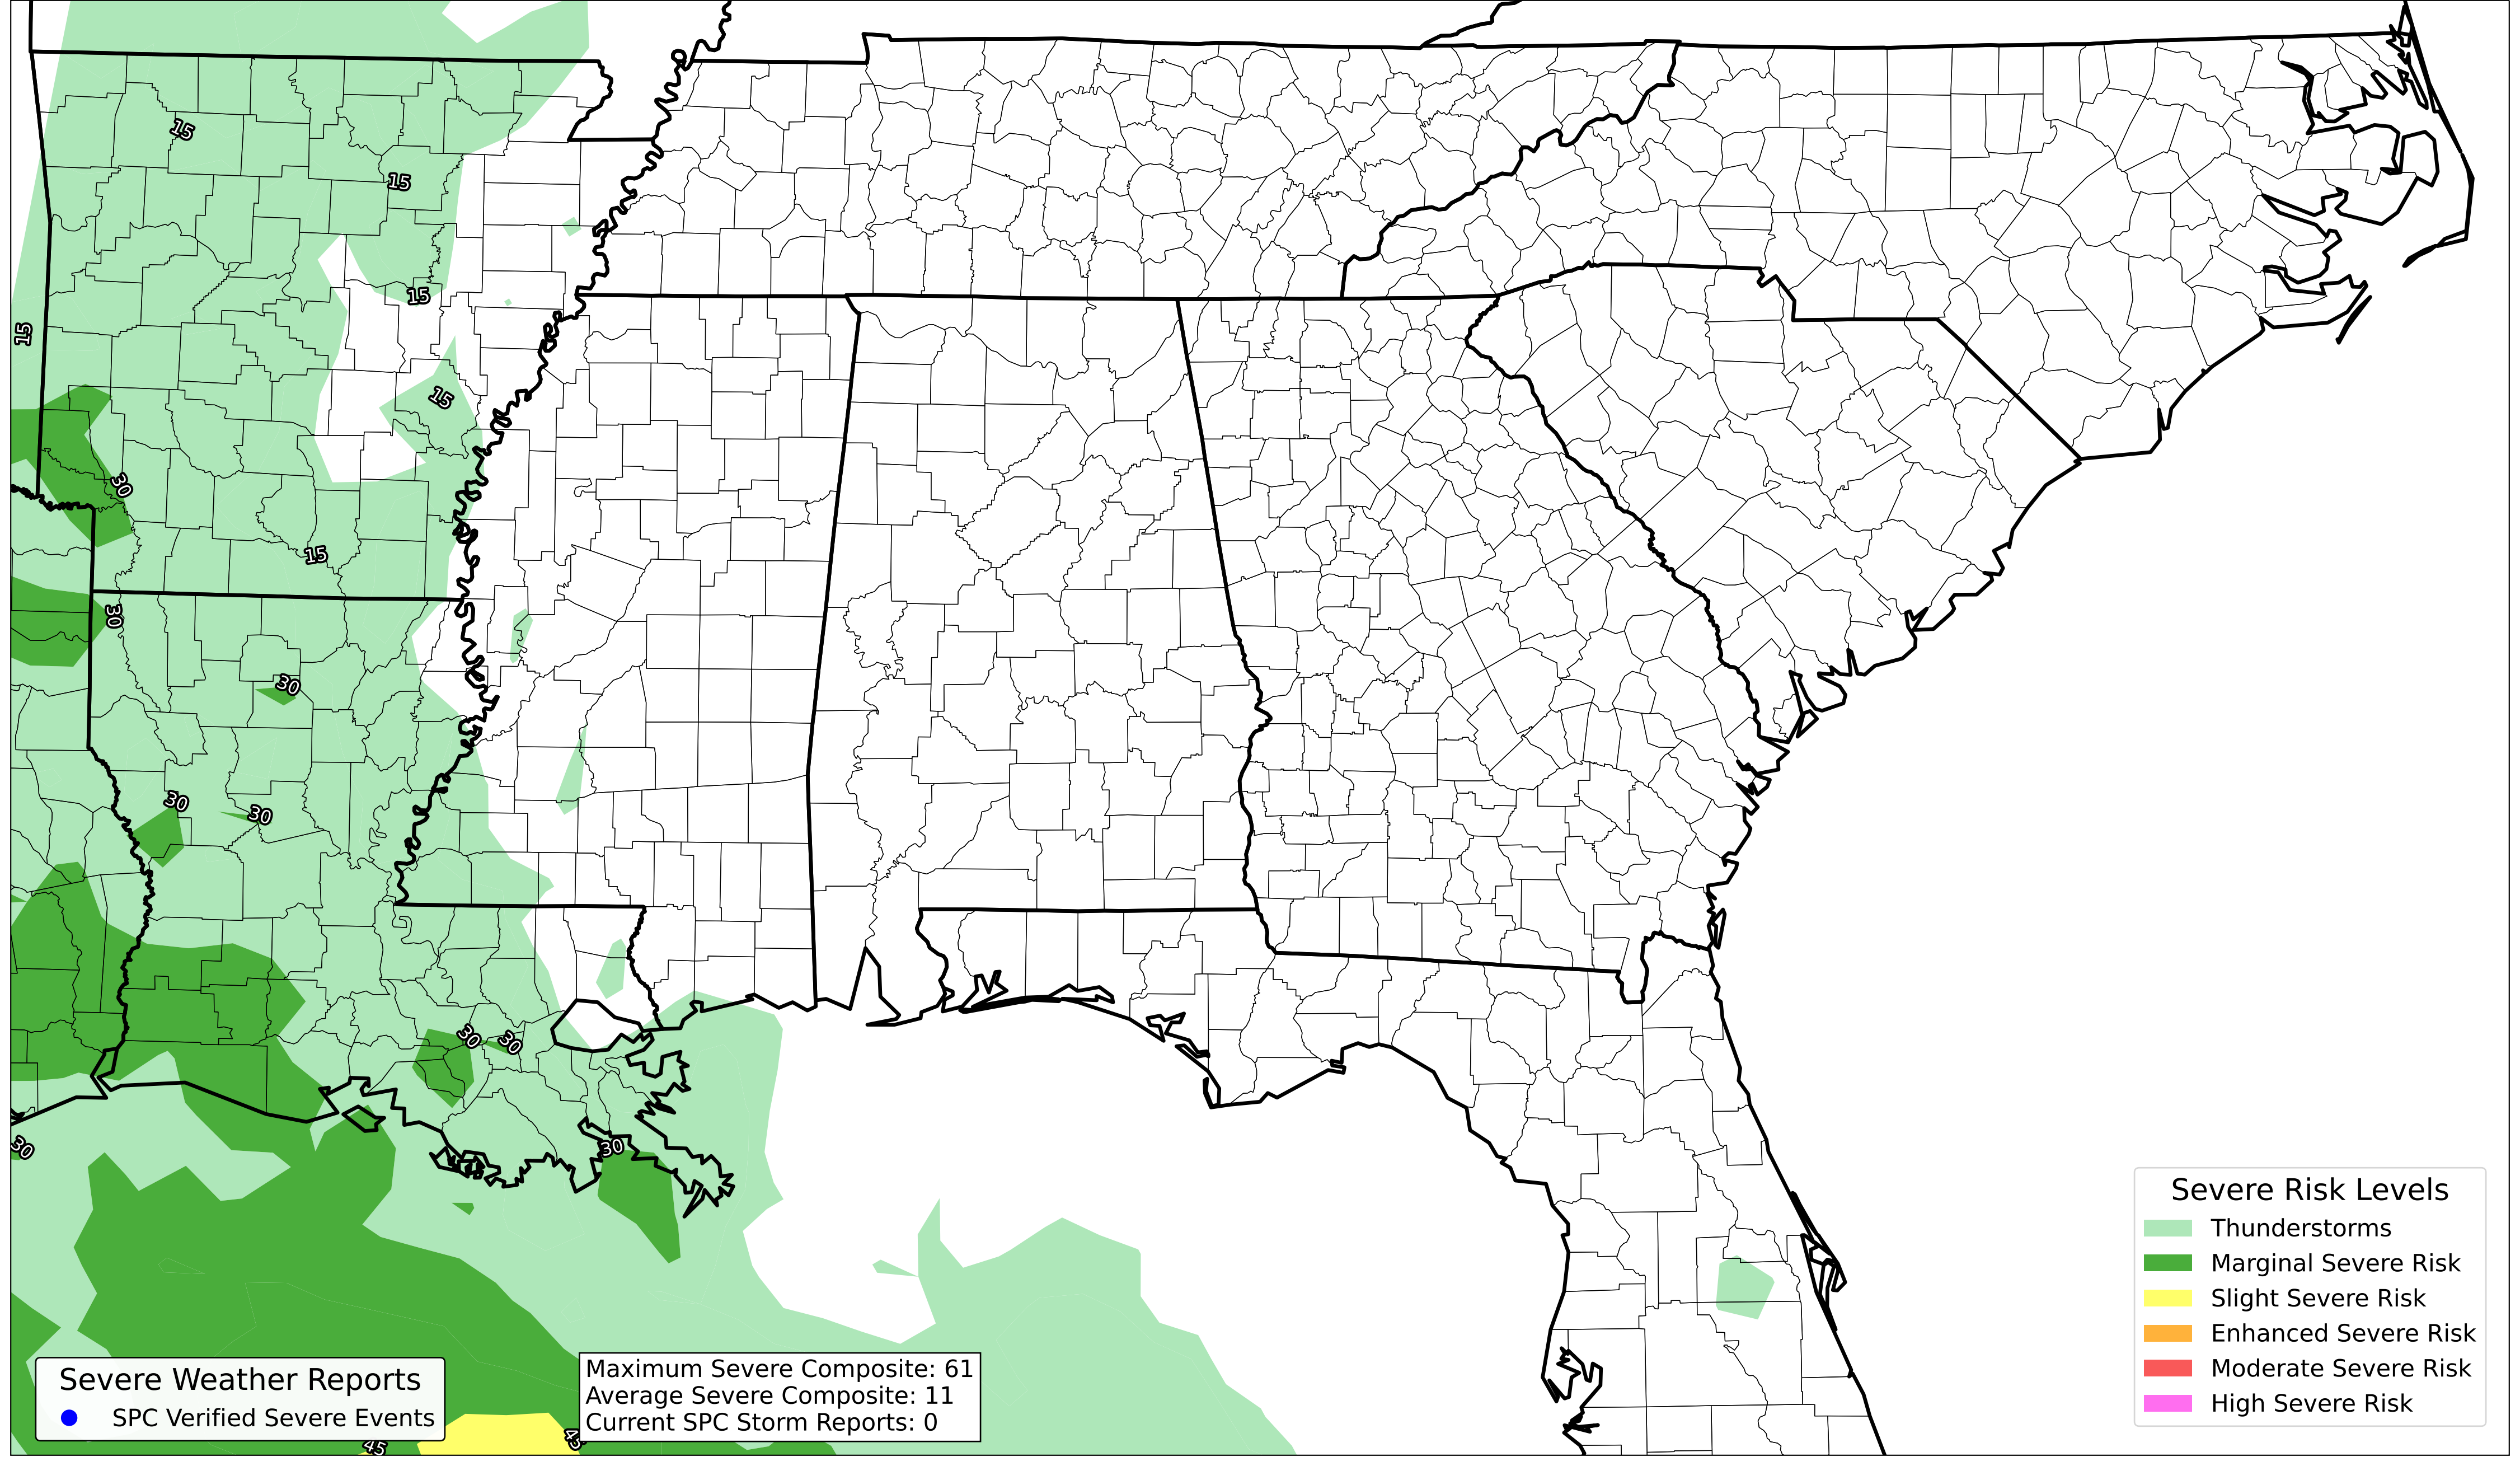 15
15
15
15
15
30
15
30
30
30
30
30
30
30
30
45
45
Severe Weather Reports
SPC Verified Severe Events
Maximum Severe Composite: 61
Average Severe Composite: 11
Current SPC Storm Reports: 0
Severe Risk Levels
Thunderstorms
Marginal Severe Risk
Slight Severe Risk
Enhanced Severe Risk
Moderate Severe Risk
High Severe Risk